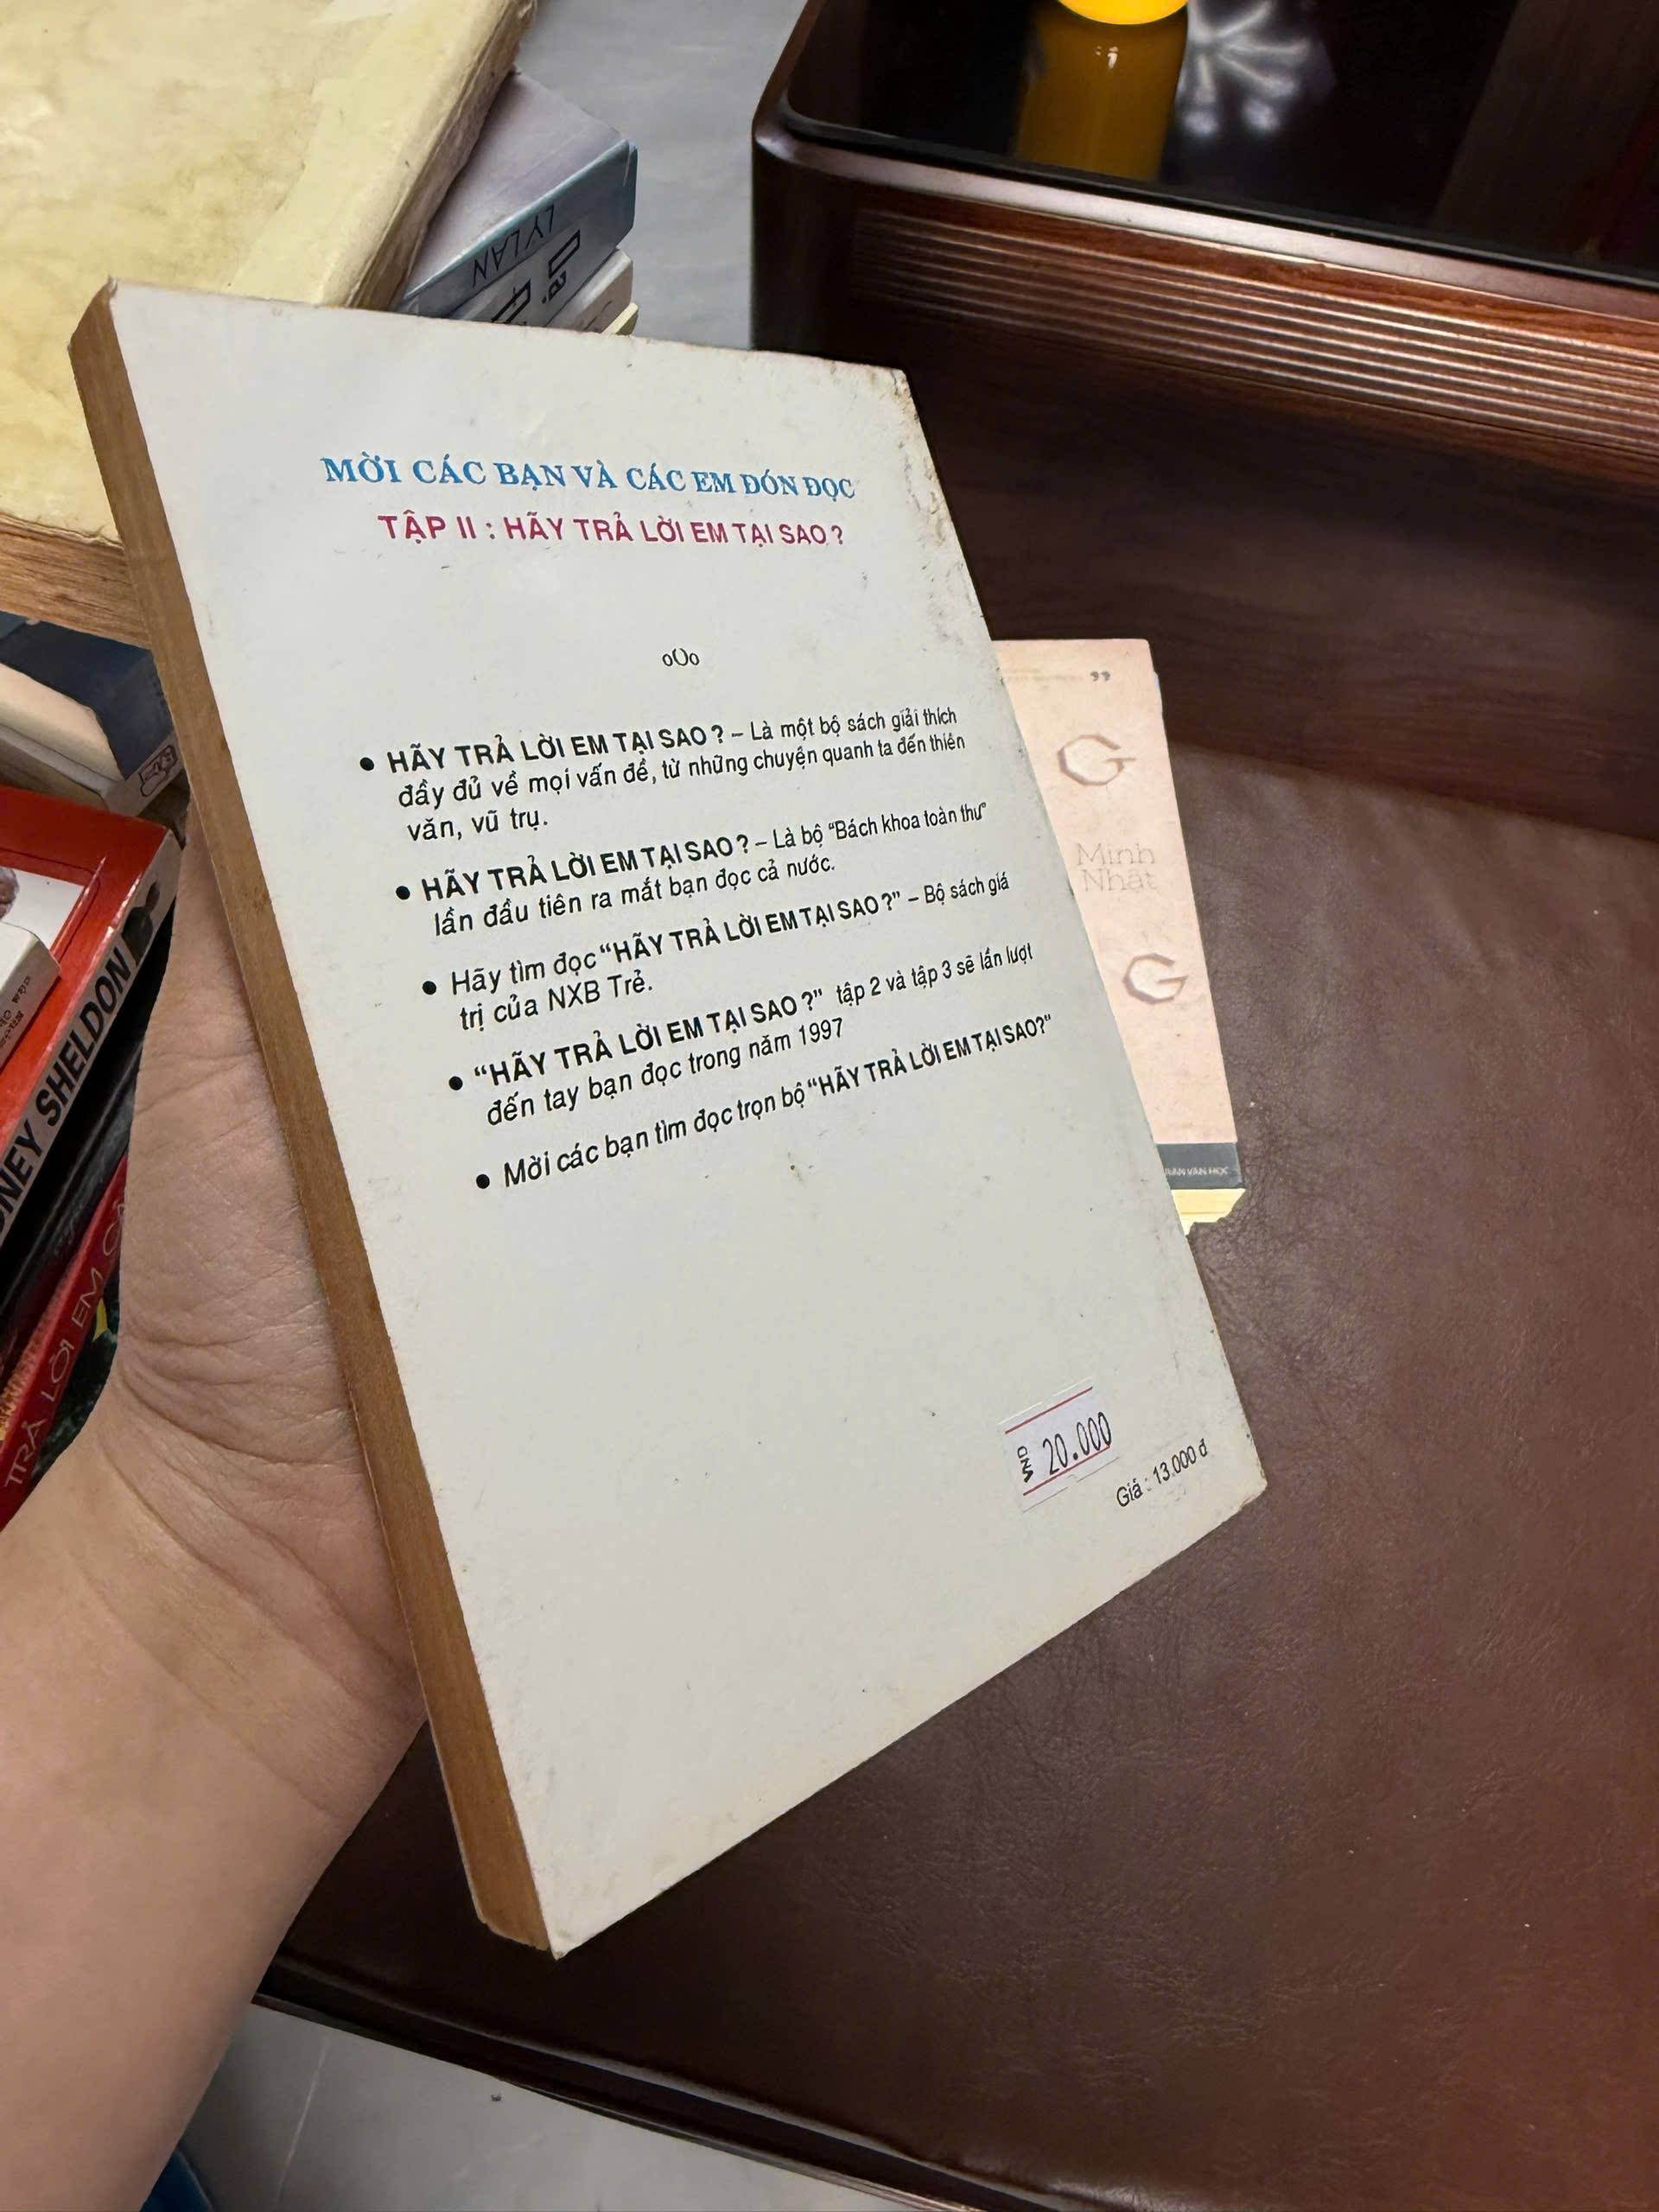 LÝ LAN
MỜI CÁC BẠN VÀ CÁC EM ĐÓN ĐỌC
TẬP II : HÃY TRẢ LỜI EM TẠI SAO ?
oOo
● HÃY TRẢ LỜI EM TẠI SAO ? – Là một bộ sách giải thích
đầy đủ về mọi vấn đề, từ những chuyện quanh ta đến thiên
văn, vũ trụ.
● HÃY TRẢ LỜI EM TẠI SAO ? – Là bộ “Bách khoa toàn thư”
lần đầu tiên ra mắt bạn đọc cả nước.
● Hãy tìm đọc “HÃY TRẢ LỜI EM TẠI SAO ?” – Bộ sách giá
trị của NXB Trẻ.
● “HÃY TRẢ LỜI EM TẠI SAO ?” tập 2 và tập 3 sẽ lần lượt
đến tay bạn đọc trong năm 1997
● Mời các bạn tìm đọc trọn bộ “HÃY TRẢ LỜI EM TẠI SAO?”
VND 20.000
Giá : 13.000 đ
”
G
Minh
Nhật
G
VĂN HỌC
SHELDON
TRẢ LỜI EM